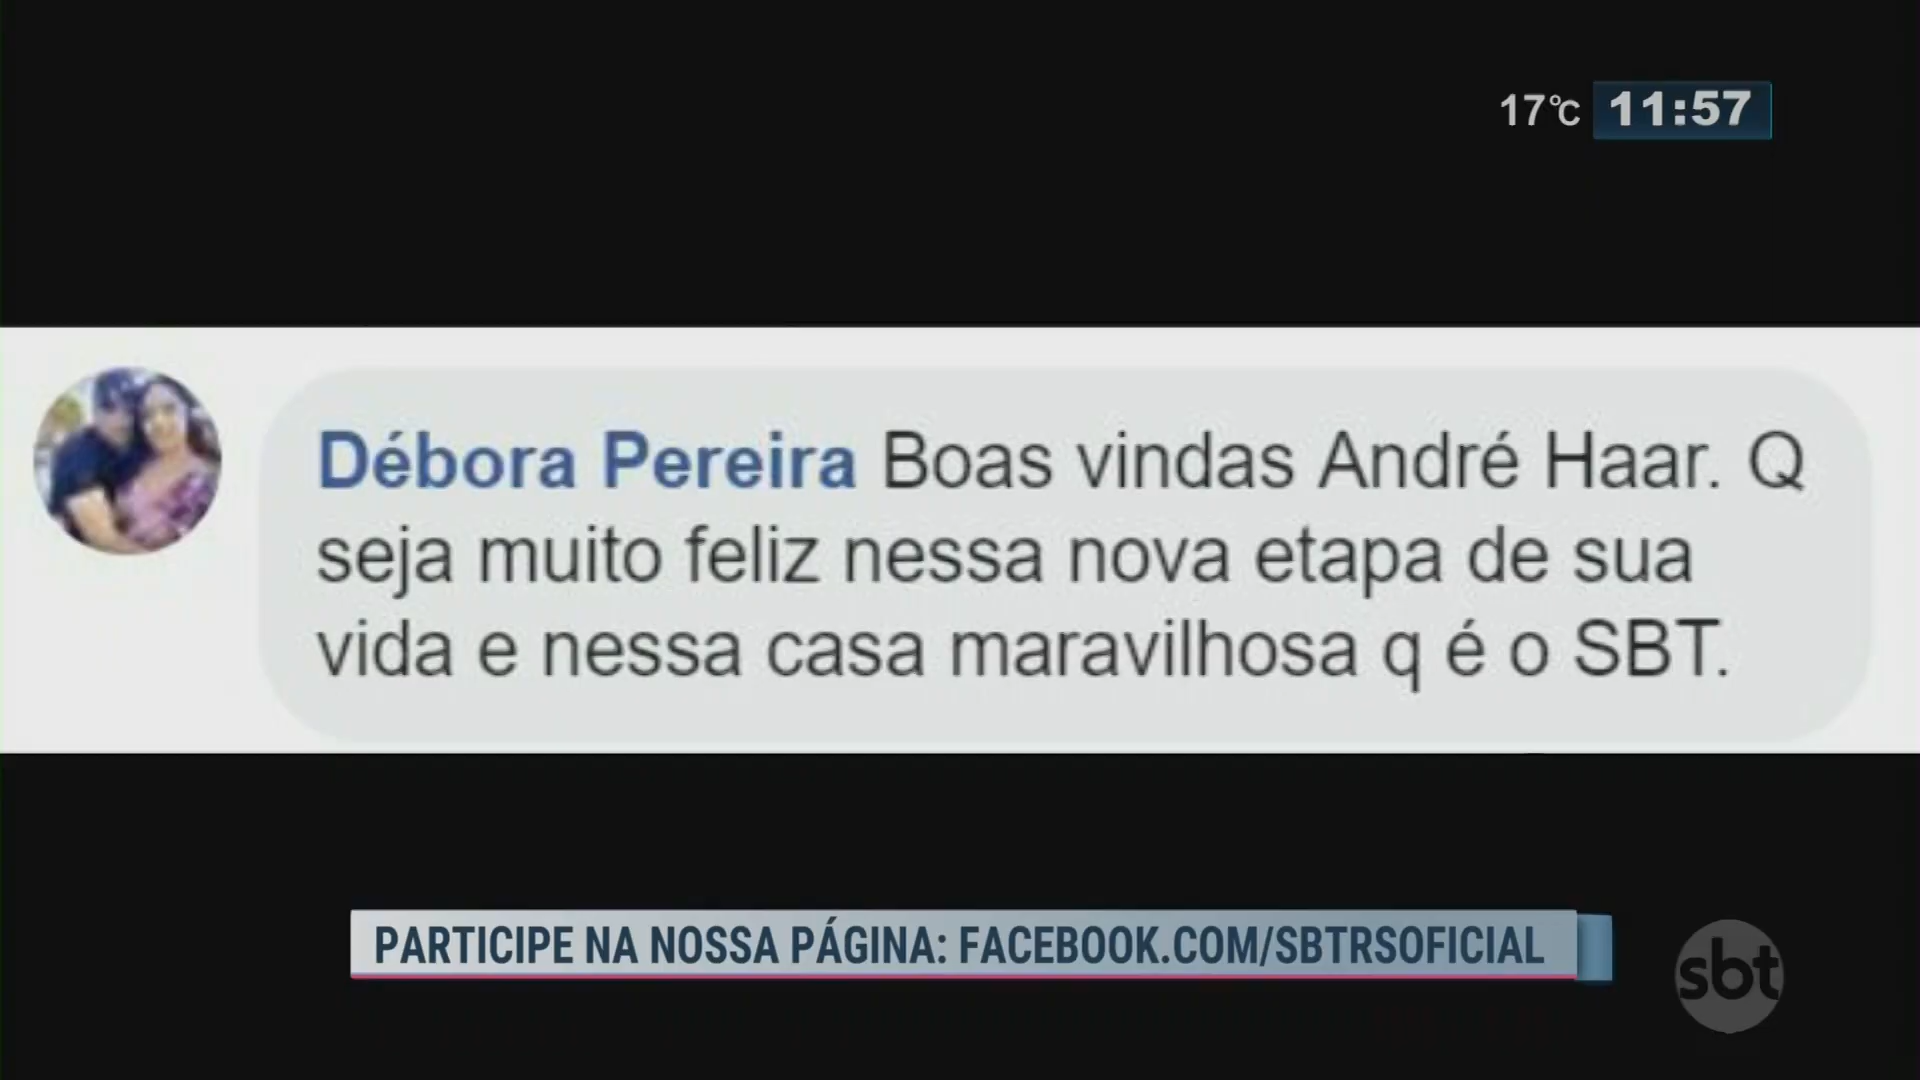 17°C 11:57
Débora Pereira Boas vindas André Haar. Q
seja muito feliz nessa nova etapa de sua
vida e nessa casa maravilhosa q é o SBT.
PARTICIPE NA NOSSA PÁGINA: FACEBOOK.COM/SBTRSOFICIAL
sbt